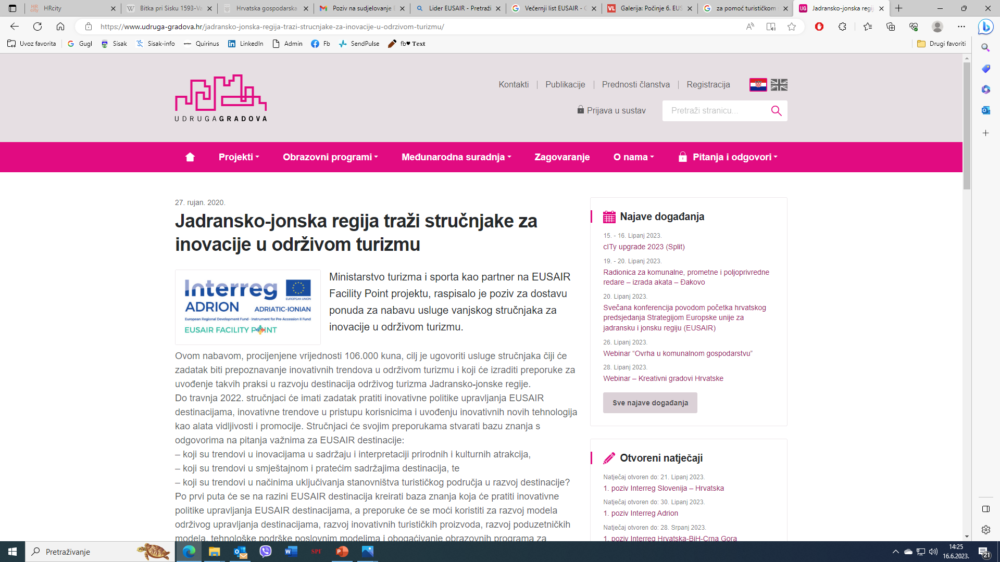 HRcity
Bitka pri Sisku 1593-Va
Hrvatska gospodarska
Poziv na sudjelovanje
Lider EUSAIR - Pretraži
Večernji list EUSAIR -
Galerija: Počinje 6. EUS
za pomoć turističkom
UG Jadransko-jonska regij
https://www.udruga-gradova.hr/jadransko-jonska-regija-trazi-strucnjake-za-inovacije-u-odrzivom-turizmu/
Uvoz favorita
Gugl
Sisak
Sisak-info
Quirinus
LinkedIn
Admin
Fb
SendPulse
fb♥ Text
Drugi favoriti
UDRUGAGRADOVA
Kontakti
Publikacije
Prednosti članstva
Registracija
Prijava u sustav
Pretraži stranicu...
Projekti
Obrazovni programi
Međunarodna suradnja
Zagovaranje
O nama
Pitanja i odgovori
27. rujan. 2020.
Jadransko-jonska regija traži stručnjake za
inovacije u održivom turizmu
Interreg
EUROPEAN UNION
ADRION ADRIATIC-IONIAN
European Regional Development Fund - Instrument for Pre-Accession II Fund
EUSAIR FACILITY POINT
Ministarstvo turizma i sporta kao partner na EUSAIR
Facility Point projektu, raspisalo je poziv za dostavu
ponuda za nabavu usluge vanjskog stručnjaka za
inovacije u održivom turizmu.
Ovom nabavom, procijenjene vrijednosti 106.000 kuna, cilj je ugovoriti usluge stručnjaka čiji će
zadatak biti prepoznavanje inovativnih trendova u održivom turizmu i koji će izraditi preporuke za
uvođenje takvih praksi u razvoju destinacija održivog turizma Jadransko-jonske regije.
Do travnja 2022. stručnjaci će imati zadatak pratiti inovativne politike upravljanja EUSAIR
destinacijama, inovativne trendove u pristupu korisnicima i uvođenju inovativnih novih tehnologija
kao alata vidljivosti i promocije. Stručnjaci će svojim preporukama stvarati bazu znanja s
odgovorima na pitanja važnima za EUSAIR destinacije:
– koji su trendovi u inovacijama u sadržaju i interpretaciji prirodnih i kulturnih atrakcija,
– koji su trendovi u smještajnom i pratećim sadržajima destinacija, te
– koji su trendovi u načinima uključivanja stanovništva turističkog područja u razvoj destinacije?
Po prvi puta će se na razini EUSAIR destinacija kreirati baza znanja koja će pratiti inovativne
politike upravljanja EUSAIR destinacijama, a preporuke će se moći koristiti za razvoj modela
održivog upravljanja destinacijama, razvoj inovativnih turističkih proizvoda, razvoj poduzetničkih
modela, tehnološke podrške poslovnim modelima i obogaćivanje obrazovnih programa za
Najave događanja
15. - 16. Lipanj 2023.
cITy upgrade 2023 (Split)
19. - 20. Lipanj 2023.
Radionica za komunalne, prometne i poljoprivredne
redare – izrada akata – Đakovo
20. Lipanj 2023.
Svečana konferencija povodom početka hrvatskog
predsjedanja Strategijom Europske unije za
jadransku i jonsku regiju (EUSAIR)
26. Lipanj 2023.
Webinar “Ovrha u komunalnom gospodarstvu”
28. Lipanj 2023.
Webinar – Kreativni gradovi Hrvatske
Sve najave događanja
Otvoreni natječaji
Natječaj otvoren do: 21. Lipanj 2023.
1. poziv Interreg Slovenija – Hrvatska
Natječaj otvoren do: 30. Lipanj 2023.
1. poziv Interreg Adrion
Natječaj otvoren do: 28. Srpanj 2023.
1. poziv Interreg Hrvatska-BiH-Crna Gora
Pretraživanje
14:25
16.6.2023.
21